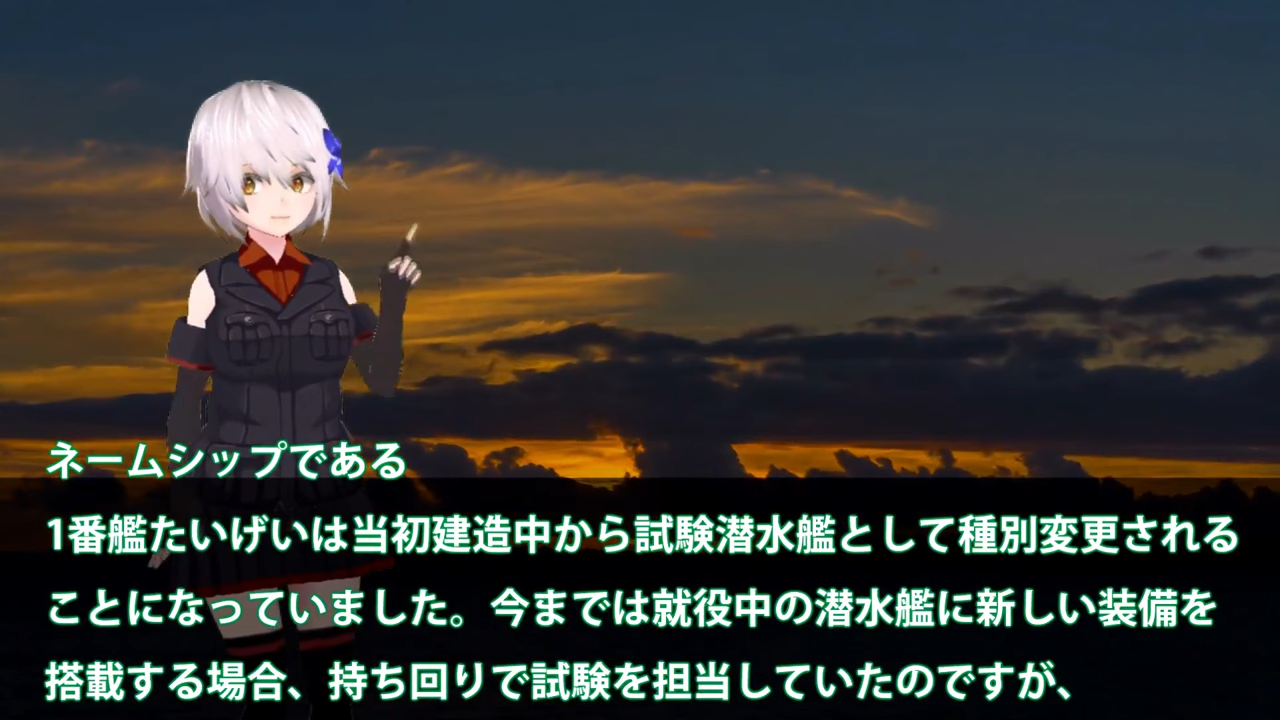 ネームシップである
1番艦たいげいは当初建造中から試験潜水艦として種別変更される
ことになっていました。今までは就役中の潜水艦に新しい装備を
搭載する場合、持ち回りで試験を担当していたのですが、